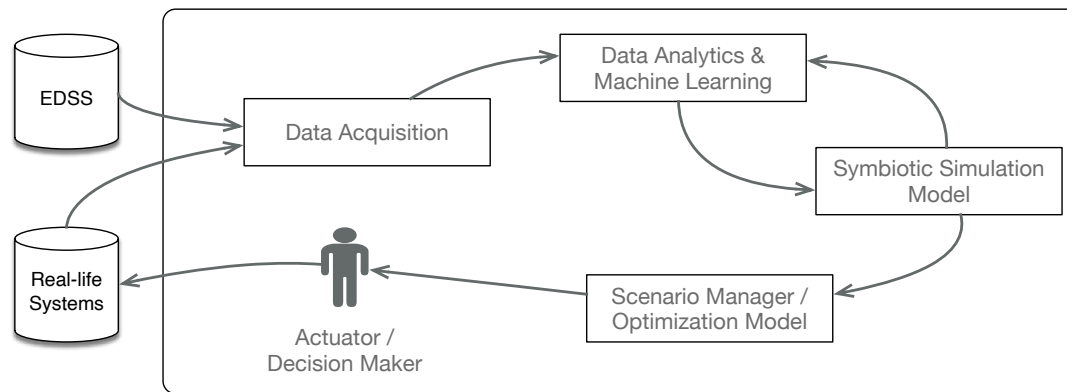 EDSS
Data Acquisition
Data Analytics &
Machine Learning
Symbiotic Simulation
Model
Real-life
Systems
Actuator /
Decision Maker
Scenario Manager /
Optimization Model